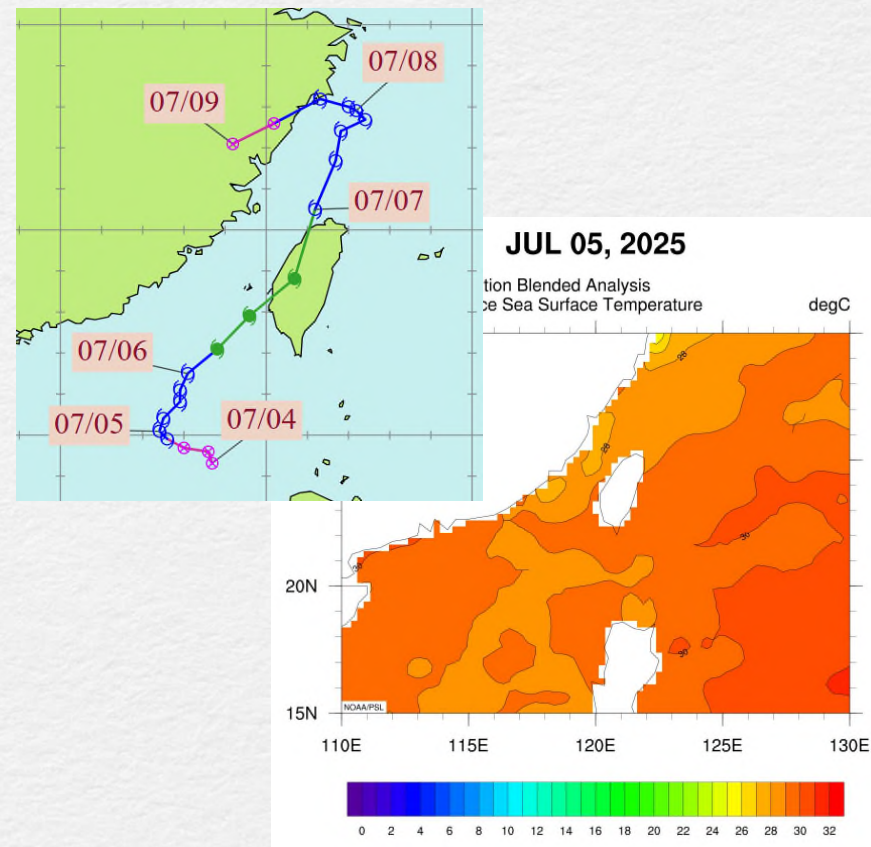 07/08
07/09
07/07
07/06
07/05
07/04
JUL 05, 2025
tion Blended Analysis
ce Sea Surface Temperature degC
28
28
30
30
30
20N
15N
NOAA/PSL
110E 115E 120E 125E 130E
0 2 4 6 8 10 12 14 16 18 20 22 24 26 28 30 32